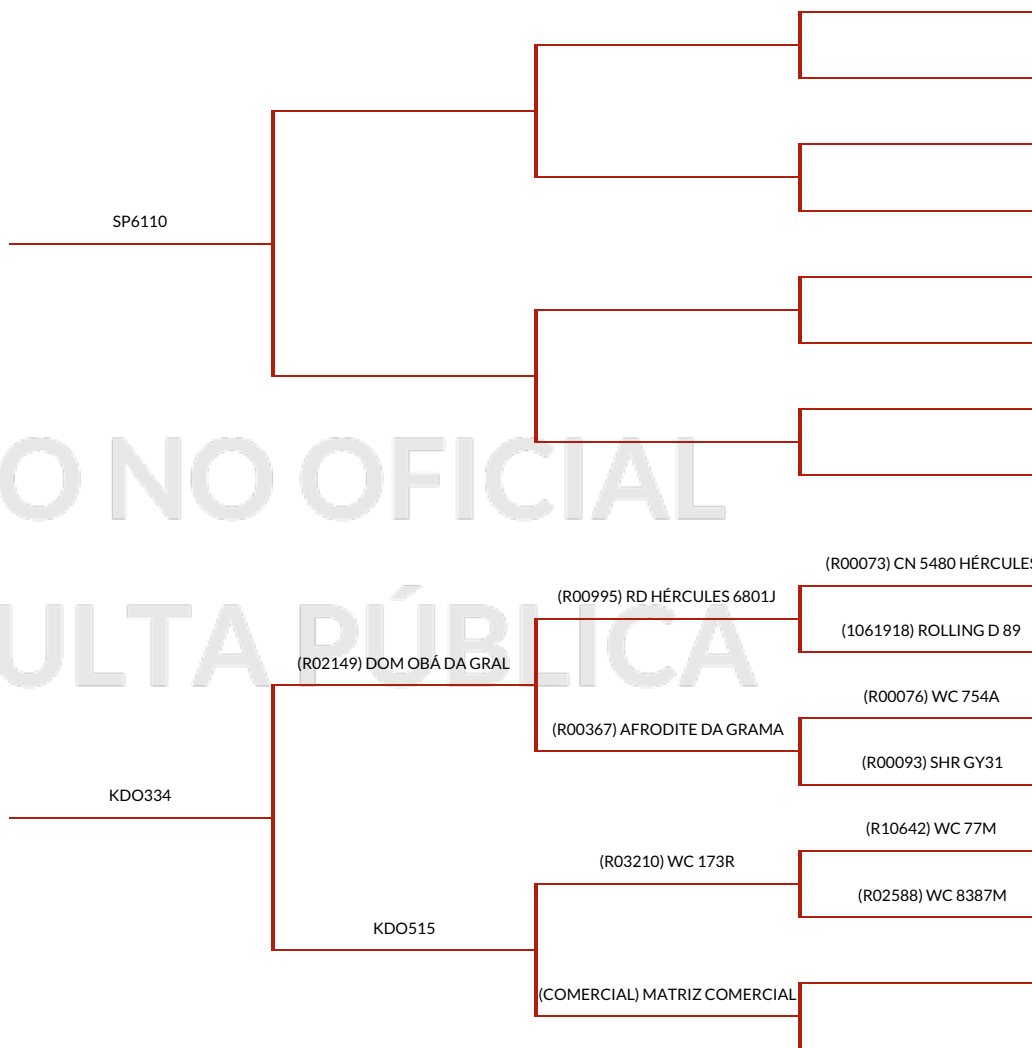 SP6110
O NO OFICIAL
(R00073) CN 5480 HÉRCULES
(R00995) RD HÉRCULES 6801J
ULTA PÚBLICA
(1061918) ROLLING D 89
(R02149) DOM OBÁ DA GRAL
(R00076) WC 754A
(R00367) AFRODITE DA GRAMA
(R00093) SHR GY31
KDO334
(R10642) WC 77M
(R03210) WC 173R
(R02588) WC 8387M
KDO515
(COMERCIAL) MATRIZ COMERCIAL